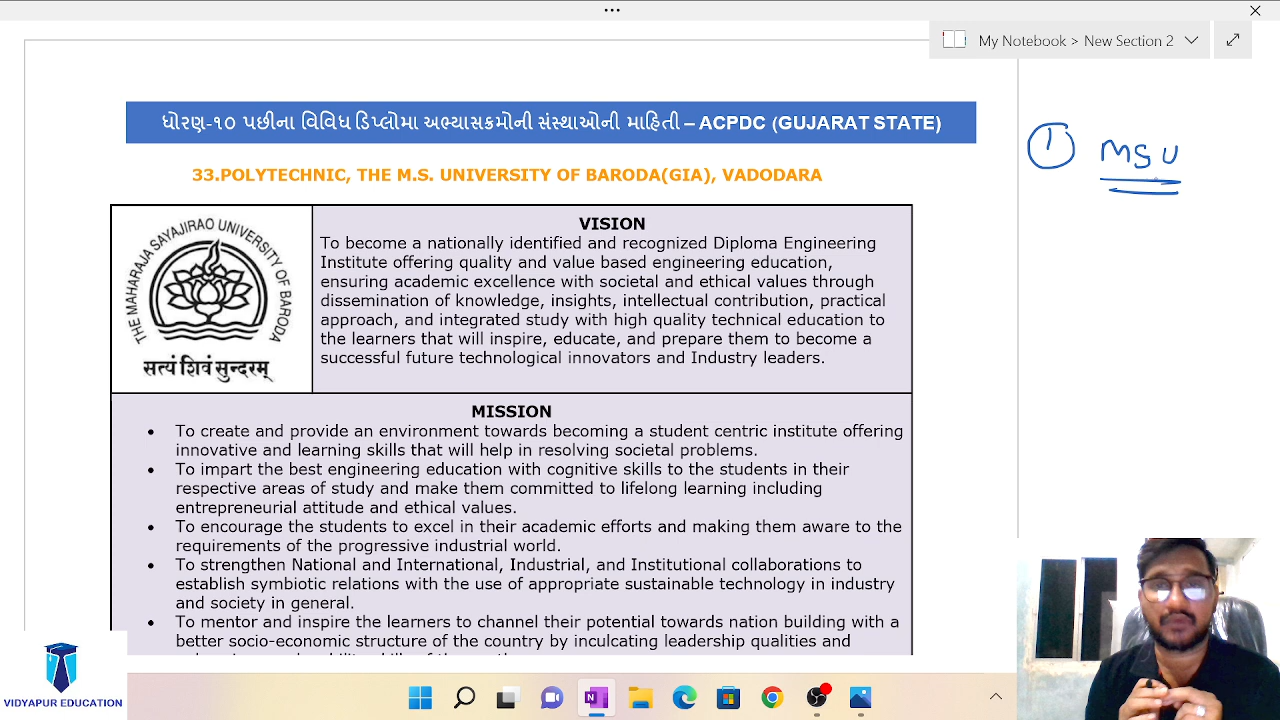 My Notebook > New Section 2
ધોરણ-૧૦ પછીના વિવિધ ડિપ્લોમા અભ્યાસક્રમોની સંસ્થાઓની માહિતી – ACPDC (GUJARAT STATE)
1 MSU
33.POLYTECHNIC, THE M.S. UNIVERSITY OF BARODA(GIA), VADODARA
THE MAHARAJA SAYAJIRAO UNIVERSITY OF BARODA
सत्यं शिवं सुन्दरम्
VISION
To become a nationally identified and recognized Diploma Engineering
Institute offering quality and value based engineering education,
ensuring academic excellence with societal and ethical values through
dissemination of knowledge, insights, intellectual contribution, practical
approach, and integrated study with high quality technical education to
the learners that will inspire, educate, and prepare them to become a
successful future technological innovators and Industry leaders.
MISSION
• To create and provide an environment towards becoming a student centric institute offering
innovative and learning skills that will help in resolving societal problems.
• To impart the best engineering education with cognitive skills to the students in their
respective areas of study and make them committed to lifelong learning including
entrepreneurial attitude and ethical values.
• To encourage the students to excel in their academic efforts and making them aware to the
requirements of the progressive industrial world.
• To strengthen National and International, Industrial, and Institutional collaborations to
establish symbiotic relations with the use of appropriate sustainable technology in industry
and society in general.
• To mentor and inspire the learners to channel their potential towards nation building with a
better socio-economic structure of the country by inculcating leadership qualities and
VIDYAPUR EDUCATION